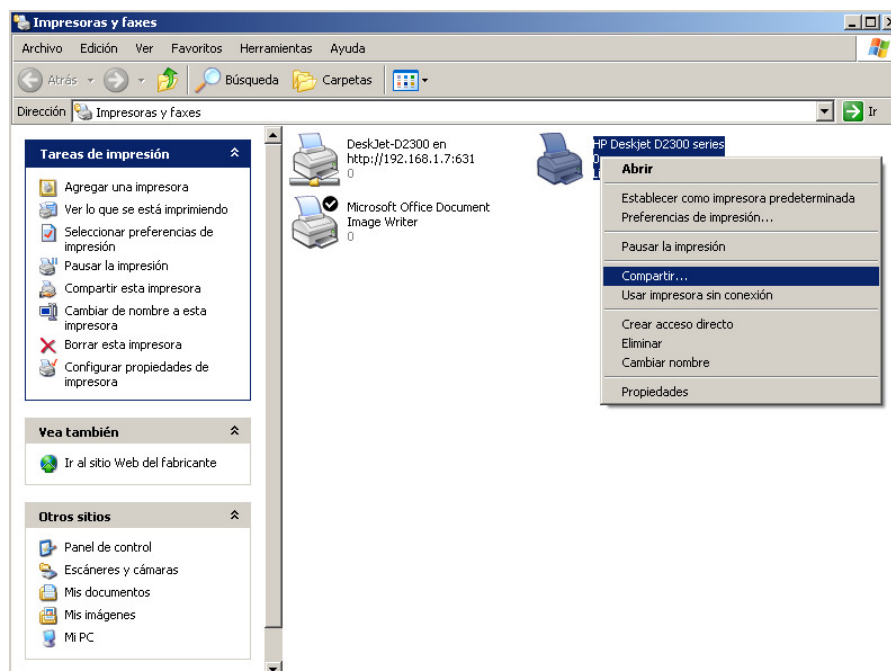 Impresoras y faxes
Archivo Edición Ver Favoritos Herramientas Ayuda
Atrás Búsqueda Carpetas
Dirección Impresoras y faxes Ir
Tareas de impresión
Agregar una impresora
Ver lo que se está imprimiendo
Seleccionar preferencias de
impresión
Pausar la impresión
Compartir esta impresora
Cambiar de nombre a esta
impresora
Borrar esta impresora
Configurar propiedades de
impresora
Vea también
Ir al sitio Web del fabricante
Otros sitios
Panel de control
Escáneres y cámaras
Mis documentos
Mis imágenes
Mi PC
DeskJet-D2300 en
http://192.168.1.7:631
0
Microsoft Office Document
Image Writer
0
HP Deskjet D2300 series
0
Abrir
Establecer como impresora predeterminada
Preferencias de impresión...
Pausar la impresión
Compartir...
Usar impresora sin conexión
Crear acceso directo
Eliminar
Cambiar nombre
Propiedades